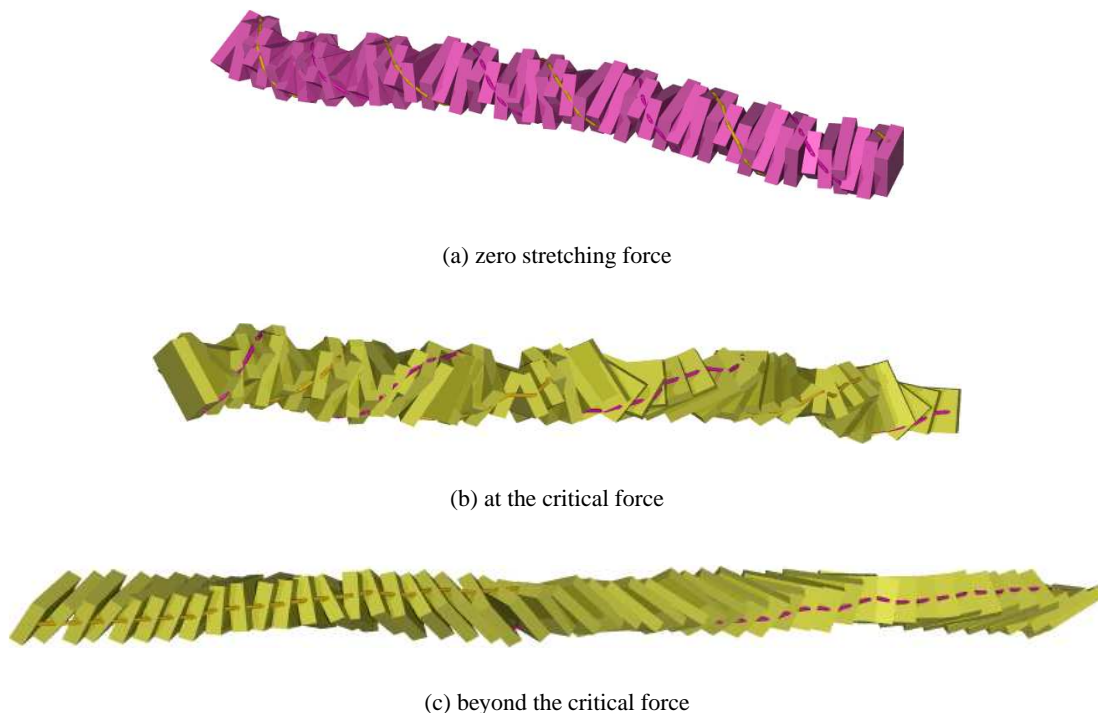 (a) zero stretching force
(b) at the critical force
(c) beyond the critical force